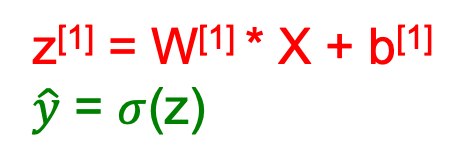 z[1] = W[1] * X + b[1]
ŷ = σ(z)